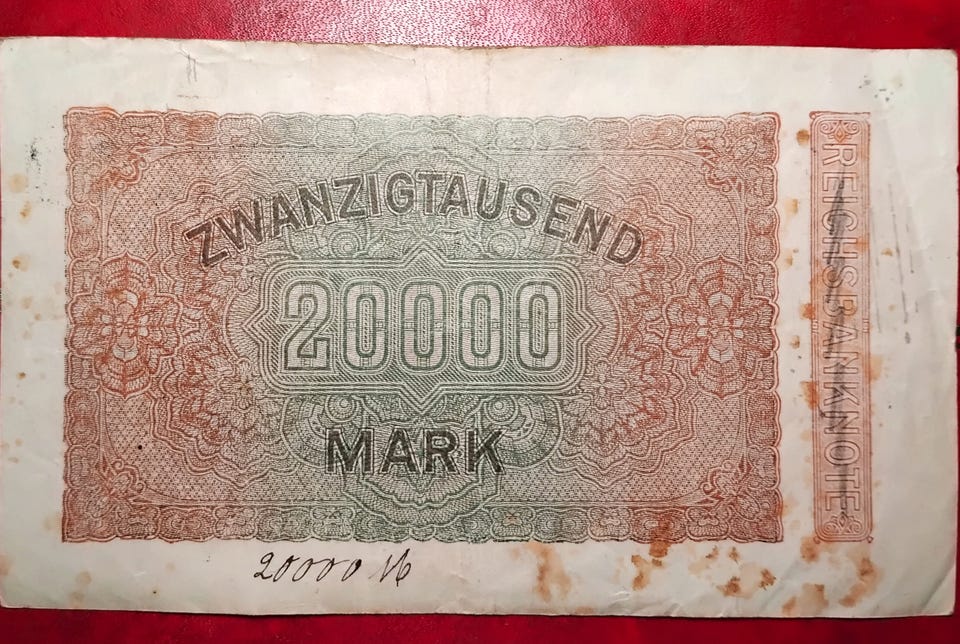 ZWANZIGTAUSEND
20000
MARK
REICHSBANKNOTE
20000 M